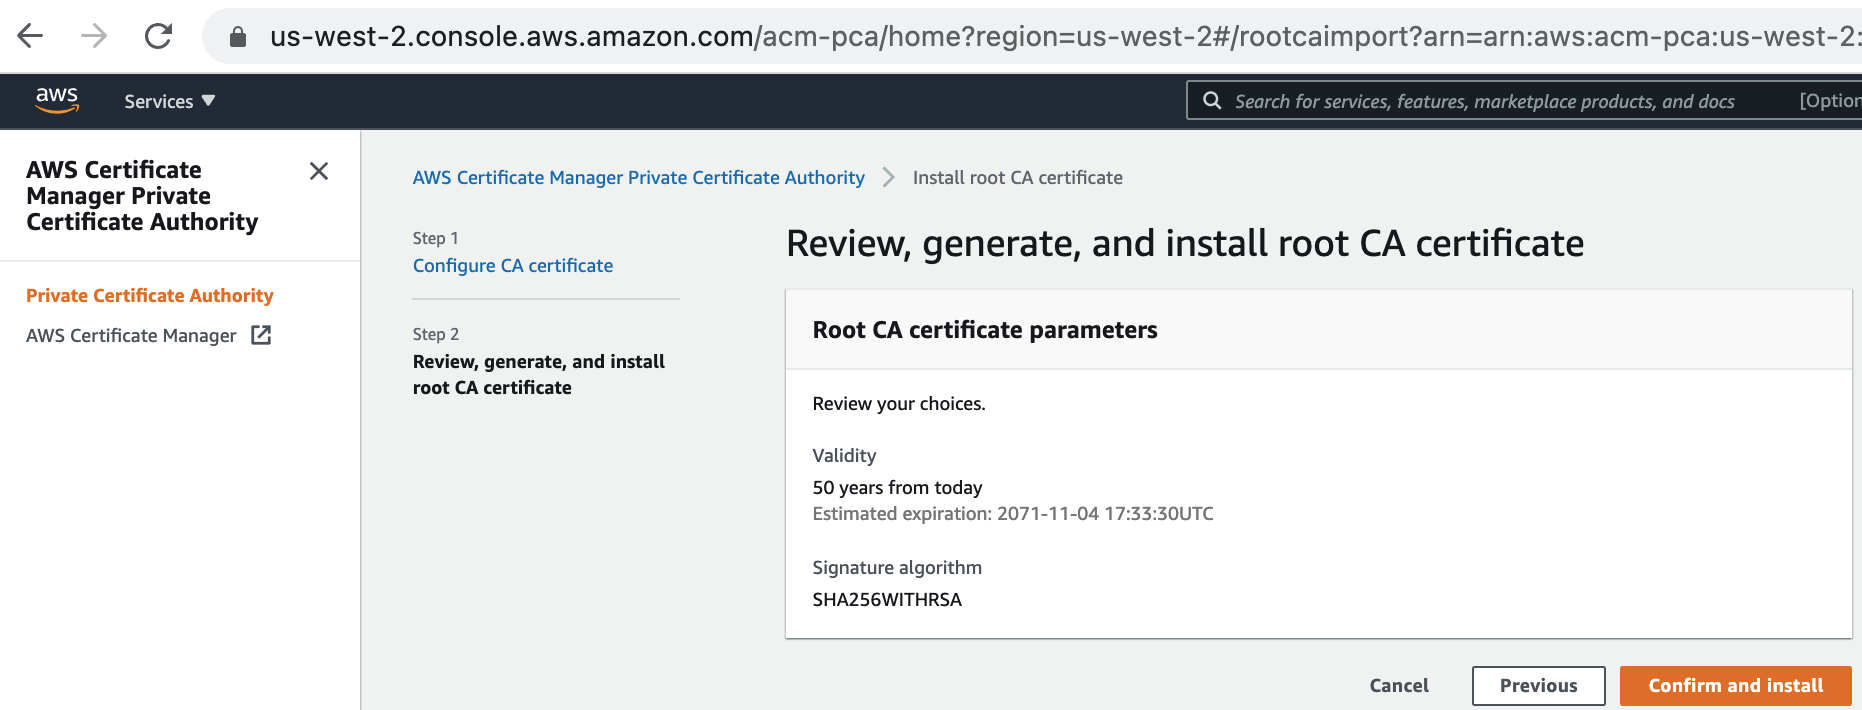 us-west-2.console.aws.amazon.com/acm-pca/home?region=us-west-2#/rootcaimport?arn=arn:aws:acm-pca:us-west-2:
aws
Services
Search for services, features, marketplace products, and docs
[Option
AWS Certificate
Manager Private
Certificate Authority
Private Certificate Authority
AWS Certificate Manager
AWS Certificate Manager Private Certificate Authority
Install root CA certificate
Step 1
Configure CA certificate
Step 2
Review, generate, and install
root CA certificate
Review, generate, and install root CA certificate
Root CA certificate parameters
Review your choices.
Validity
50 years from today
Estimated expiration: 2071-11-04 17:33:30UTC
Signature algorithm
SHA256WITHRSA
Cancel
Previous
Confirm and install